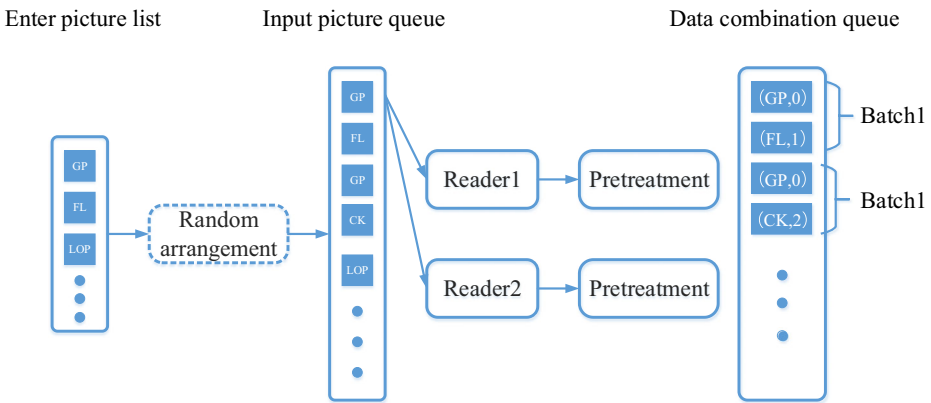 Enter picture list
Input picture queue
Data combination queue
GP
FL
LOP
Random
arrangement
GP
FL
GP
CK
LOP
Reader1
Pretreatment
Reader2
Pretreatment
(GP,0)
(FL,1)
(GP,0)
(CK,2)
Batch1
Batch1